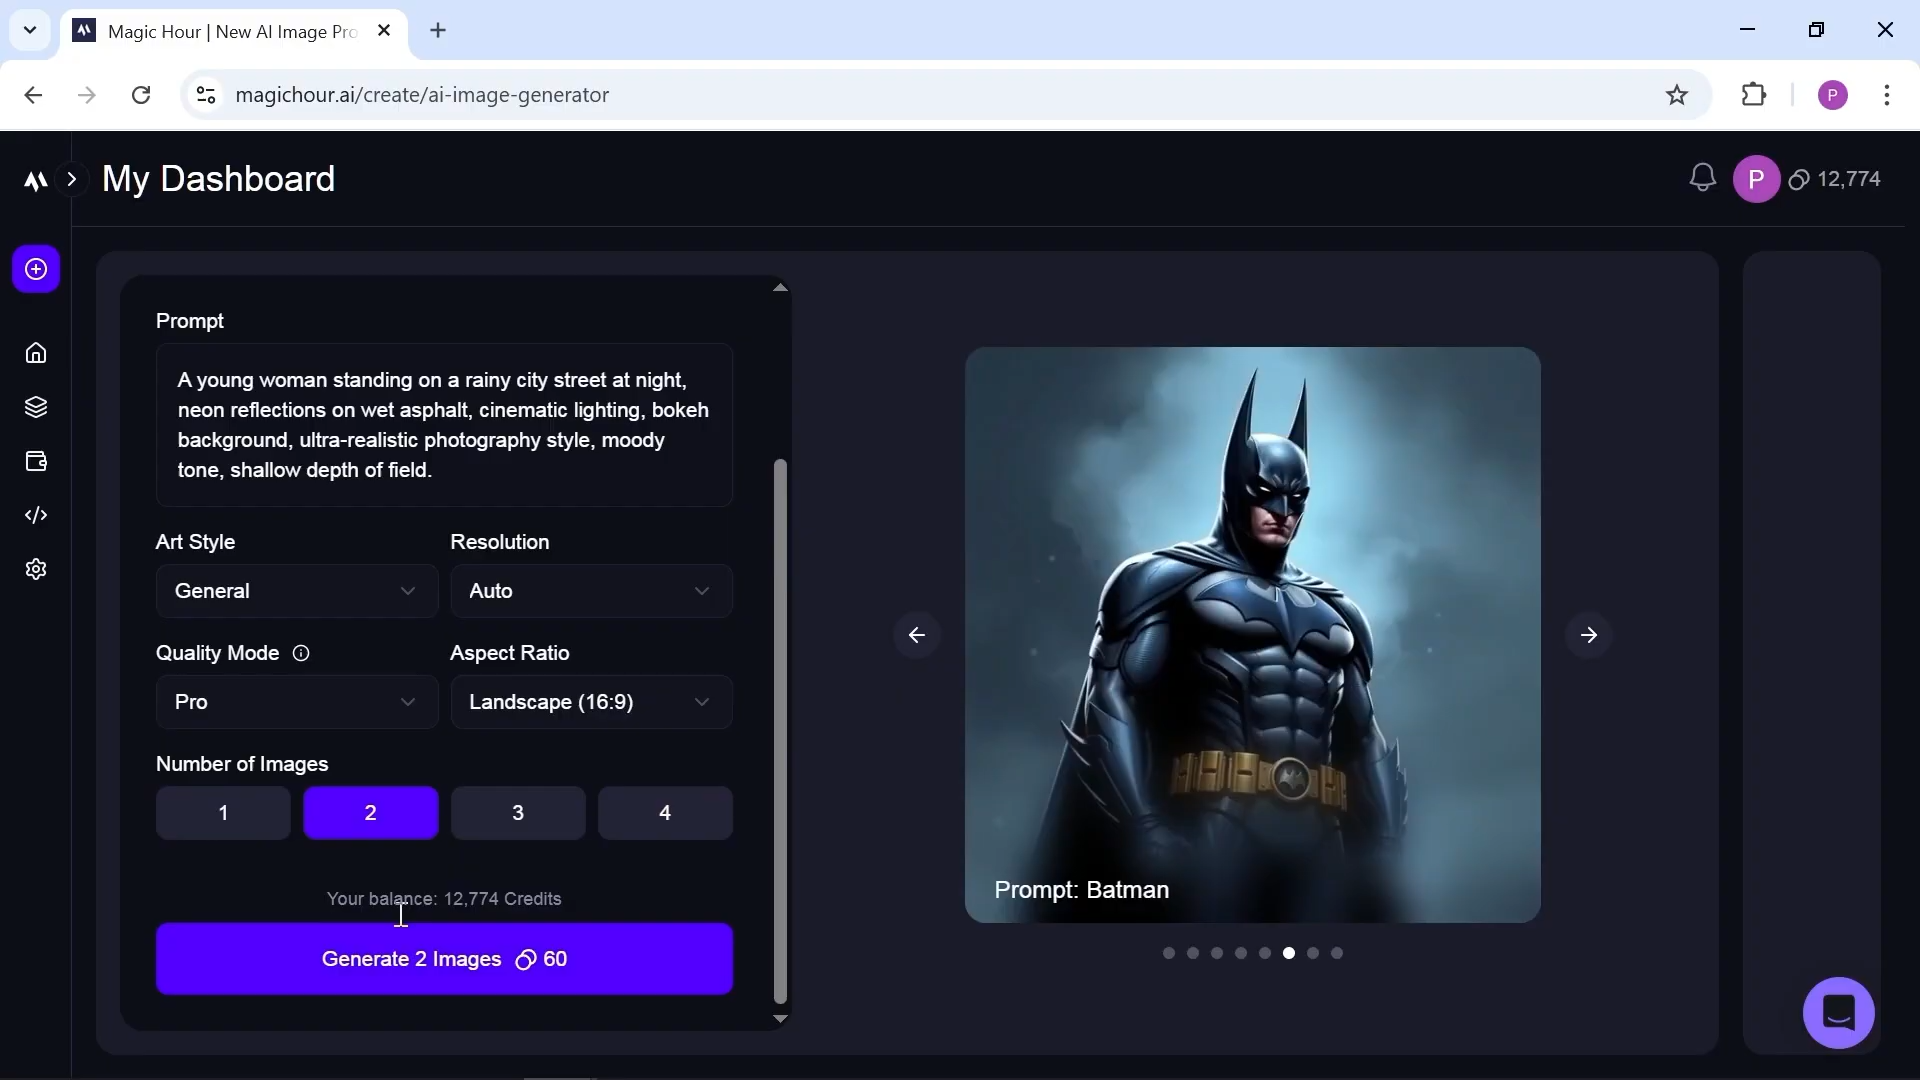 Magic Hour | New AI Image Pro
magichour.ai/create/ai-image-generator
P
My Dashboard
P
12,774
Prompt
A young woman standing on a rainy city street at night,
neon reflections on wet asphalt, cinematic lighting, bokeh
background, ultra-realistic photography style, moody
tone, shallow depth of field.
Art Style
Resolution
General
Auto
Quality Mode
Aspect Ratio
Pro
Landscape (16:9)
Number of Images
1
2
3
4
Your balance: 12,774 Credits
Generate 2 Images 60
Prompt: Batman